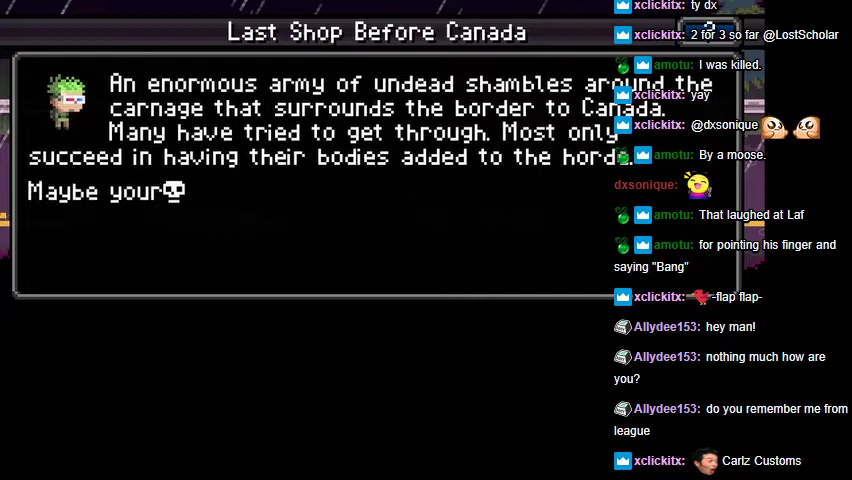 Last Shop Before Canada
?
An enormous army of undead shambles around the
carnage that surrounds the border to Canada.
Many have tried to get through. Most only
succeed in having their bodies added to the horde.
Maybe your
xclickitx: ty dx
xclickitx: 2 for 3 so far @LostScholar
amotu: I was killed.
xclickitx: yay
xclickitx: @dxsonique
amotu: By a moose.
dxsonique:
amotu: That laughed at Laf
amotu: for pointing his finger and
saying "Bang"
xclickitx: -flap flap-
Allydee153: hey man!
Allydee153: nothing much how are
you?
Allydee153: do you remember me from
league
xclickitx: Carlz Customs